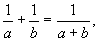 1/a + 1/b = 1/(a + b),